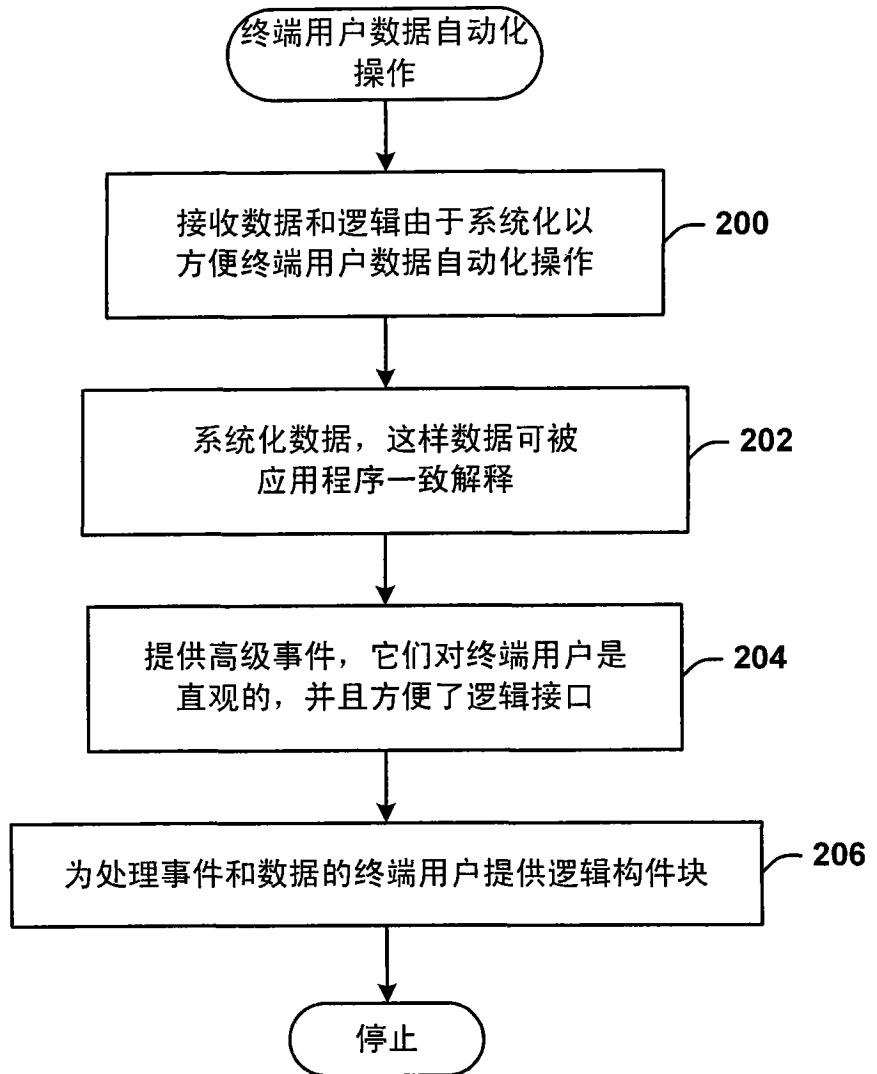 终端用户数据自动化
操作
接收数据和逻辑由于系统化以
方便终端用户数据自动化操作
200
系统化数据，这样数据可被
应用程序一致解释
202
提供高级事件，它们对终端用户是
直观的，并且方便了逻辑接口
204
为处理事件和数据的终端用户提供逻辑构件块
206
停止